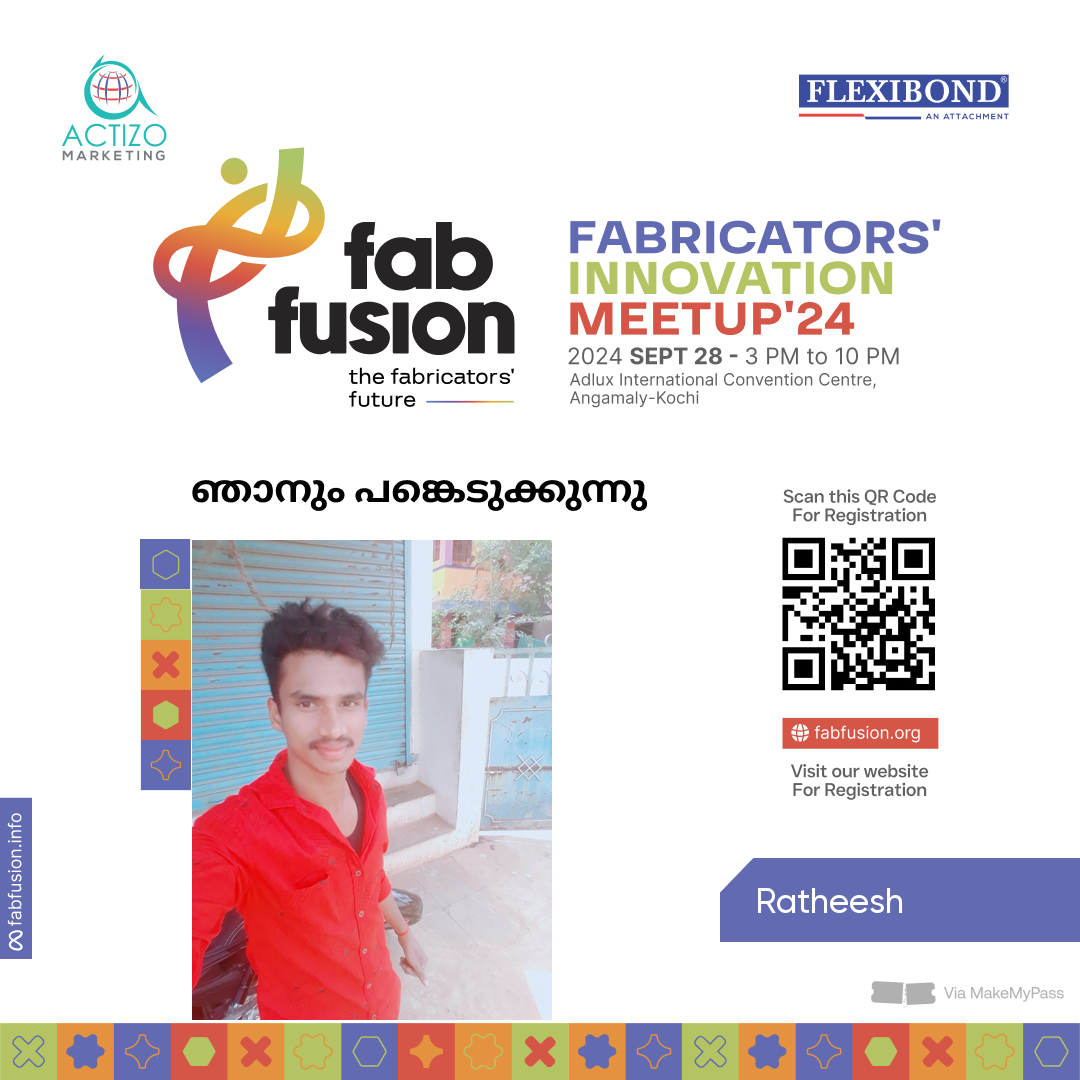 ACTIZO
MARKETING
FLEXIBOND®
AN ATTACHMENT
fab
fusion
the fabricators'
future
FABRICATORS'
INNOVATION
MEETUP'24
2024 SEPT 28 - 3 PM to 10 PM
Adlux International Convention Centre,
Angamaly-Kochi
ഞാനും പങ്കെടുക്കുന്നു
Scan this QR Code
For Registration
fabfusion.org
Visit our website
For Registration
fabfusion.info
Ratheesh
Via MakeMyPass